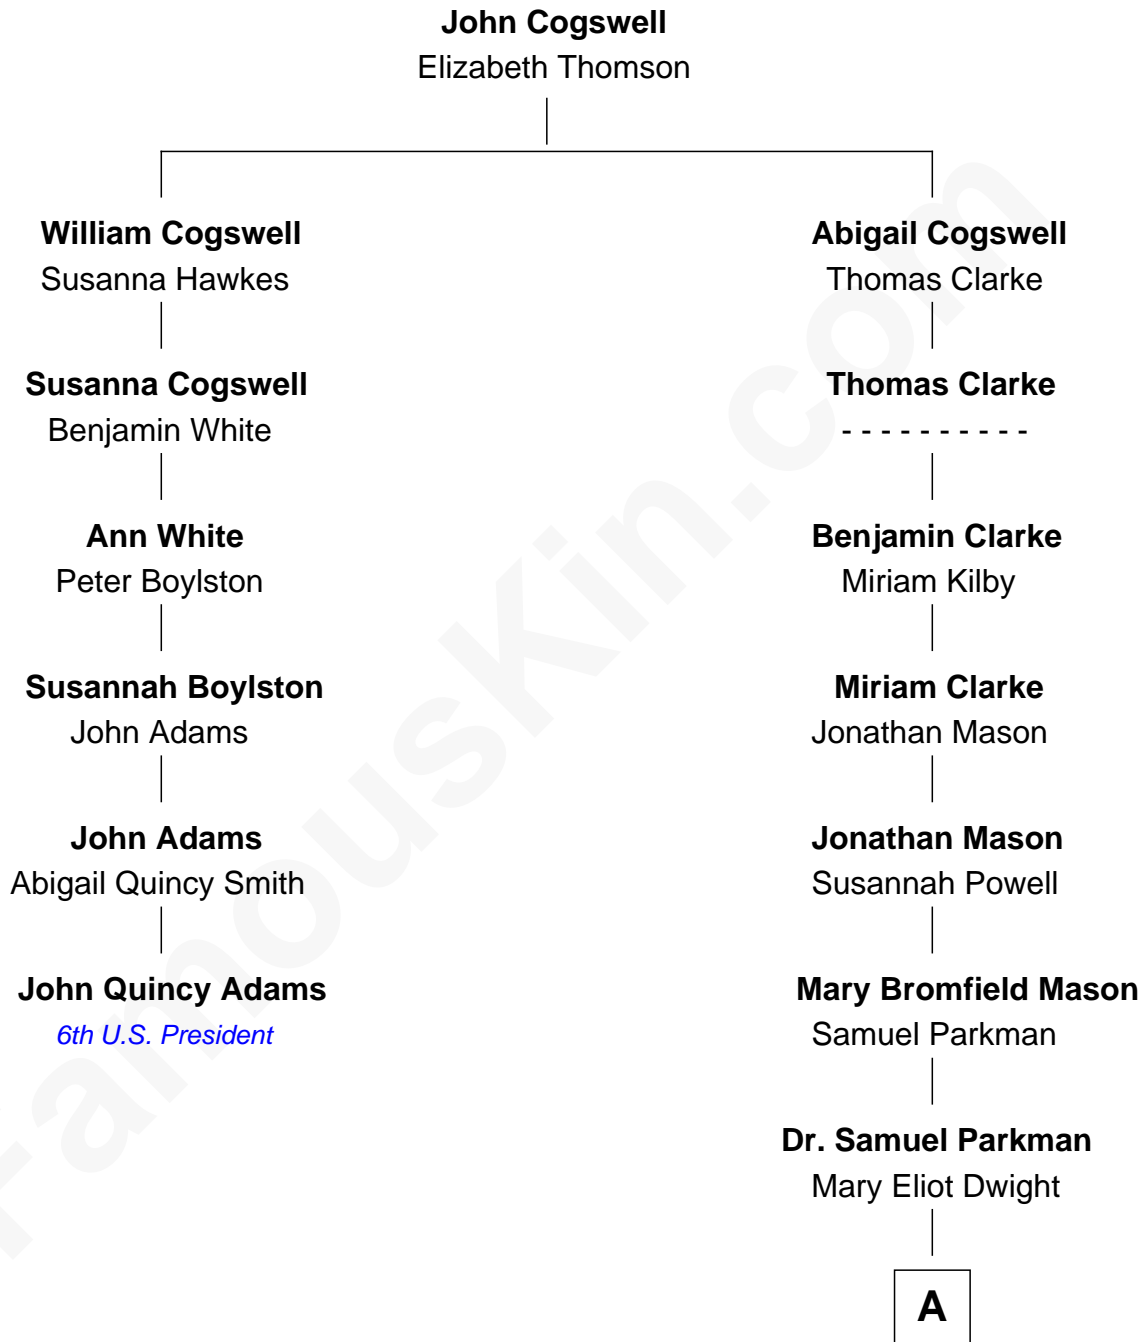 John Cogswell
Elizabeth Thomson
William Cogswell
Susanna Hawkes
Susanna Cogswell
Benjamin White
Ann White
Peter Boylston
Susannah Boylston
John Adams
John Adams
Abigail Quincy Smith
John Quincy Adams
6th U.S. President
Abigail Cogswell
Thomas Clarke
Thomas Clarke
- - - - - - - - - -
Benjamin Clarke
Miriam Kilby
Miriam Clarke
Jonathan Mason
Jonathan Mason
Susannah Powell
Mary Bromfield Mason
Samuel Parkman
Dr. Samuel Parkman
Mary Eliot Dwight
A
FamousKin.com